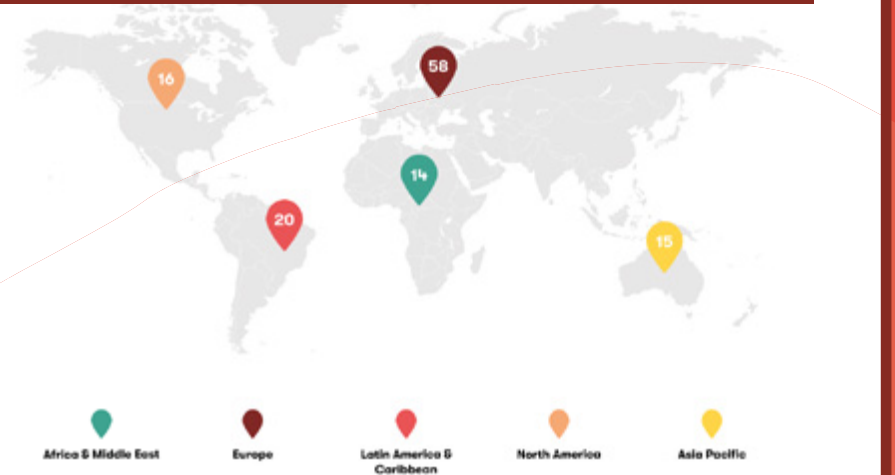 58
16
14
20
15
Africa & Middle East
Europe
Latin America &
Caribbean
North America
Asia Pacific